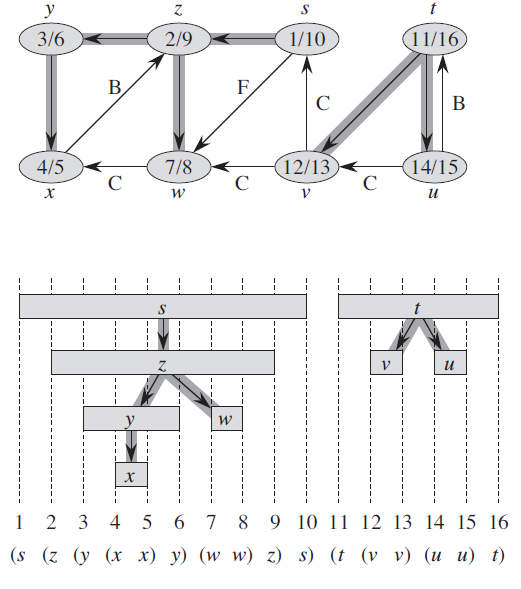 y z s t
3/6 2/9 1/10 11/16
B F C B
4/5 7/8 12/13 14/15
C C C
x w v u
s
t
z
v u
y w
x
1 2 3 4 5 6 7 8 9 10 11 12 13 14 15 16
(s (z (y (x x) y) (w w) z) s) (t (v v) (u u) t)